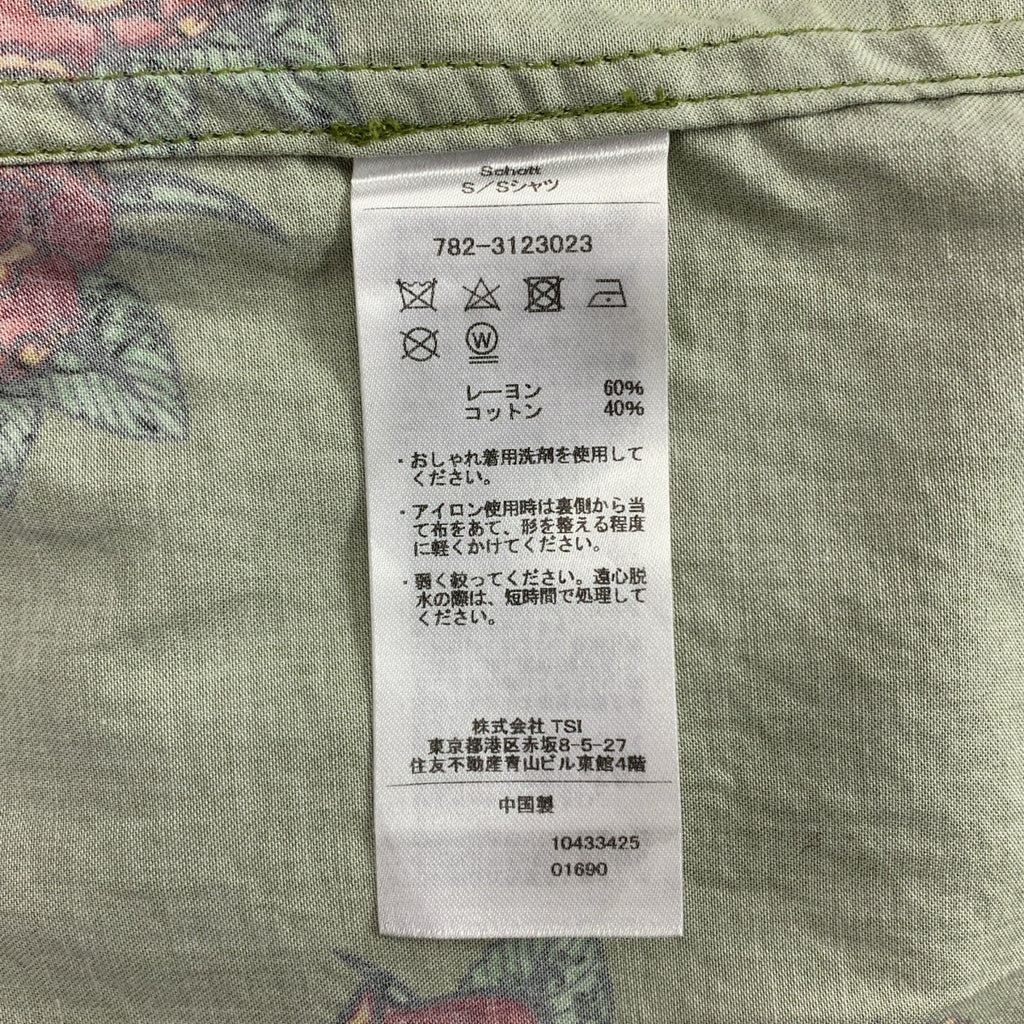 Schott
S/Sシャツ
782-3123023
W
レーヨン 60%
コットン 40%
・おしゃれ着用洗剤を使用して
ください。
・アイロン使用時は裏側から当
て布をあて、形を整える程度
に軽くかけてください。
・弱く絞ってください。遠心脱
水の際は、短時間で処理して
ください。
株式会社 TSI
東京都港区赤坂8-5-27
住友不動産青山ビル東館4階
中国製
10433425
01690